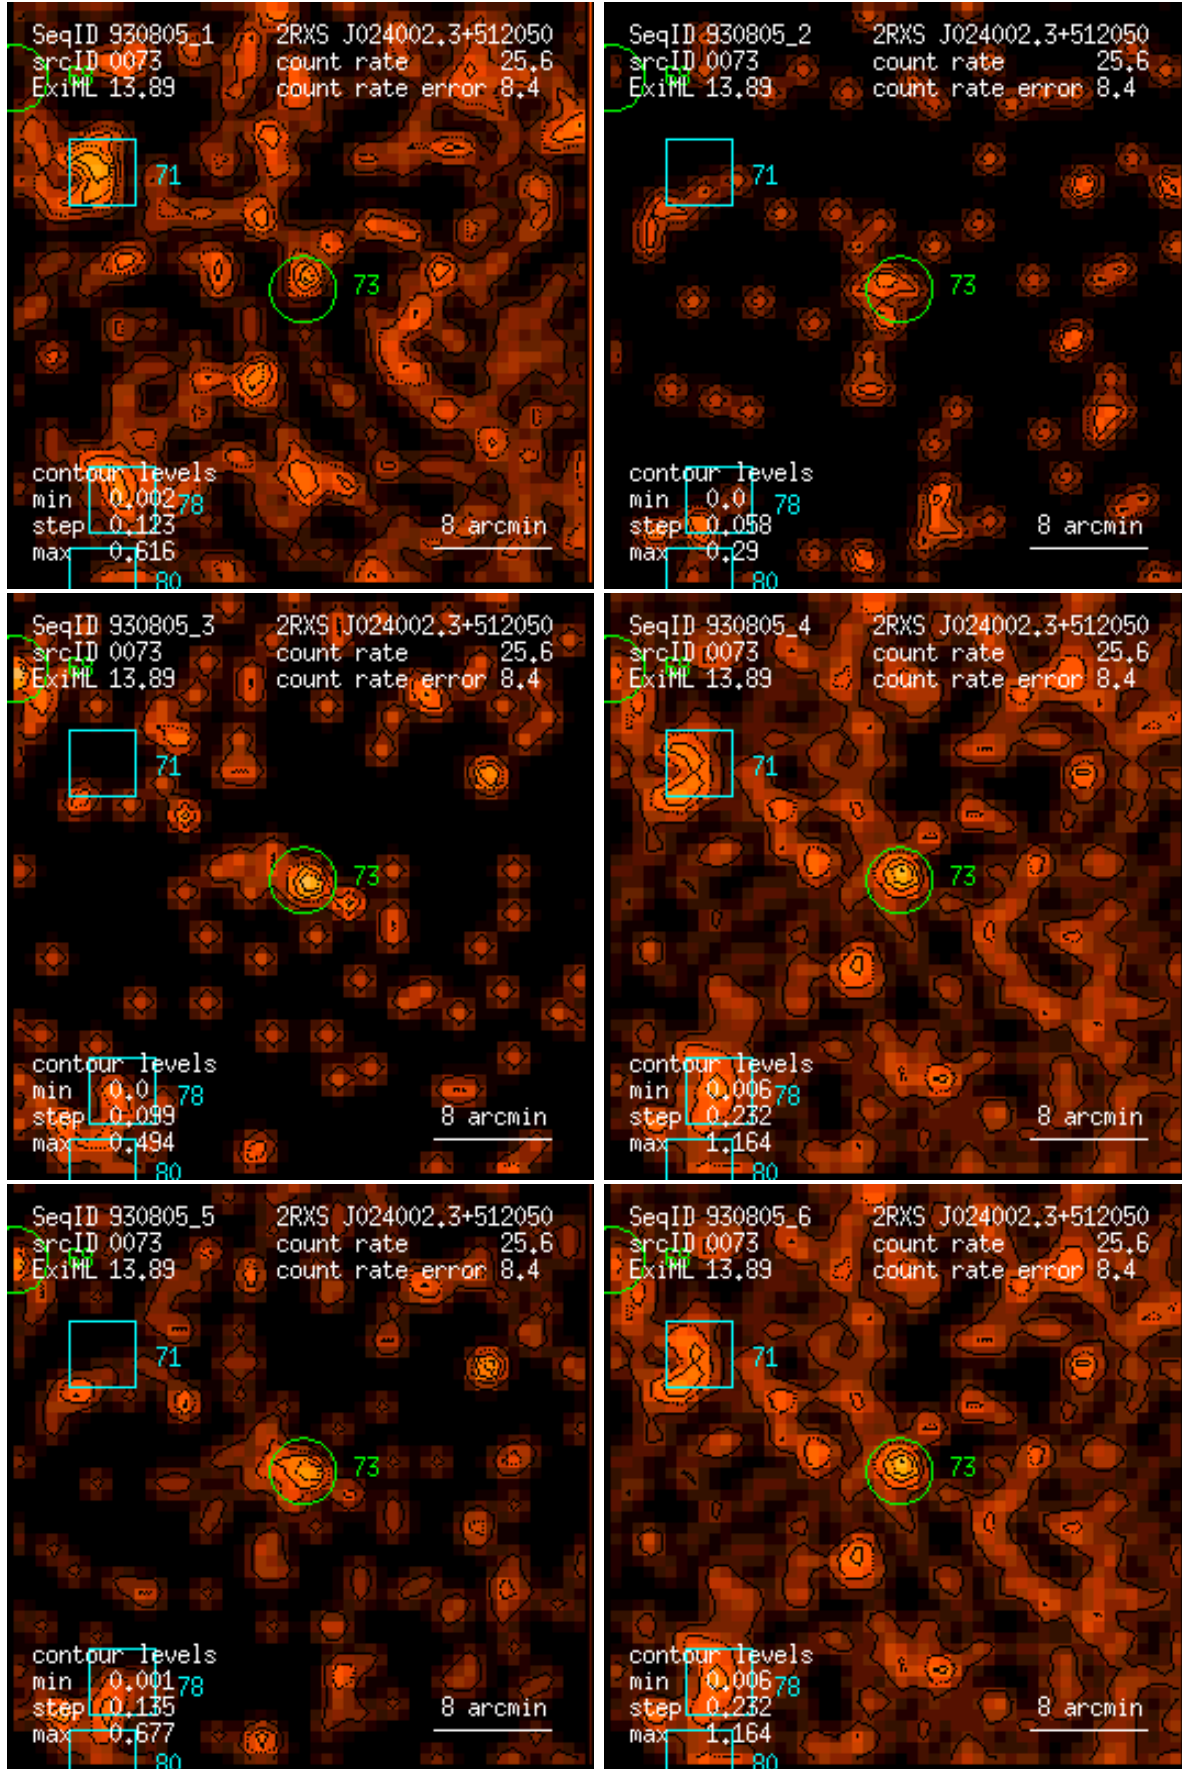 SeqID 930805_1 2RXS J024002.3+512050
srcID 0073 count rate 25.6
ExiML 13.89 count rate error 8.4
68
71
73
contour levels
min 0.002 78
step 0.123 8 arcmin
max 0.616
80
SeqID 930805_2 2RXS J024002.3+512050
srcID 0073 count rate 25.6
ExiML 13.89 count rate error 8.4
68
71
73
contour levels
min 0.0 78
step 0.058 8 arcmin
max 0.29
80
SeqID 930805_3 2RXS J024002.3+512050
srcID 0073 count rate 25.6
ExiML 13.89 count rate error 8.4
68
71
73
contour levels
min 0.0 78
step 0.099 8 arcmin
max 0.494
80
SeqID 930805_4 2RXS J024002.3+512050
srcID 0073 count rate 25.6
ExiML 13.89 count rate error 8.4
68
71
73
contour levels
min 0.006 78
step 0.232 8 arcmin
max 1.164
80
SeqID 930805_5 2RXS J024002.3+512050
srcID 0073 count rate 25.6
ExiML 13.89 count rate error 8.4
68
71
73
contour levels
min 0.001 78
step 0.135 8 arcmin
max 0.677
80
SeqID 930805_6 2RXS J024002.3+512050
srcID 0073 count rate 25.6
ExiML 13.89 count rate error 8.4
68
71
73
contour levels
min 0.006 78
step 0.232 8 arcmin
max 1.164
80